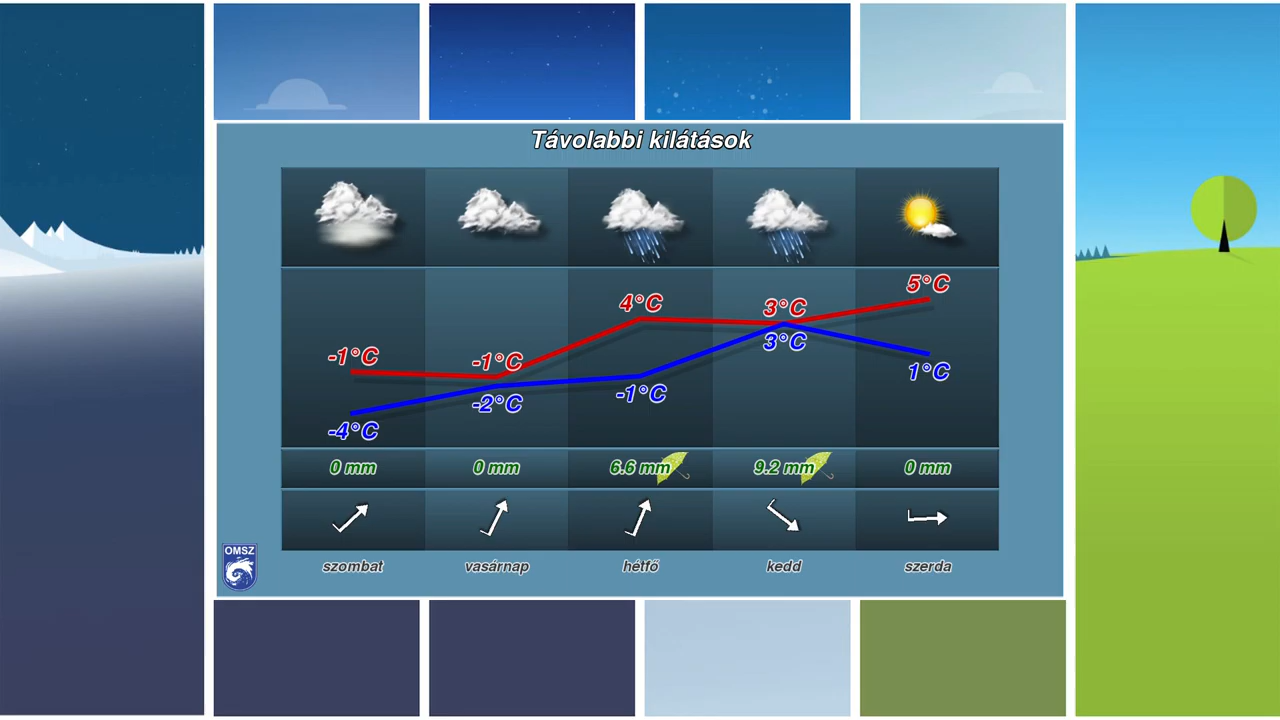 Távolabbi kilátások
-1°C -1°C 4°C 3°C 5°C
-4°C -2°C -1°C 3°C 1°C
0 mm 0 mm 6.6 mm 9.2 mm 0 mm
OMSZ
szombat vasárnap hétfő kedd szerda